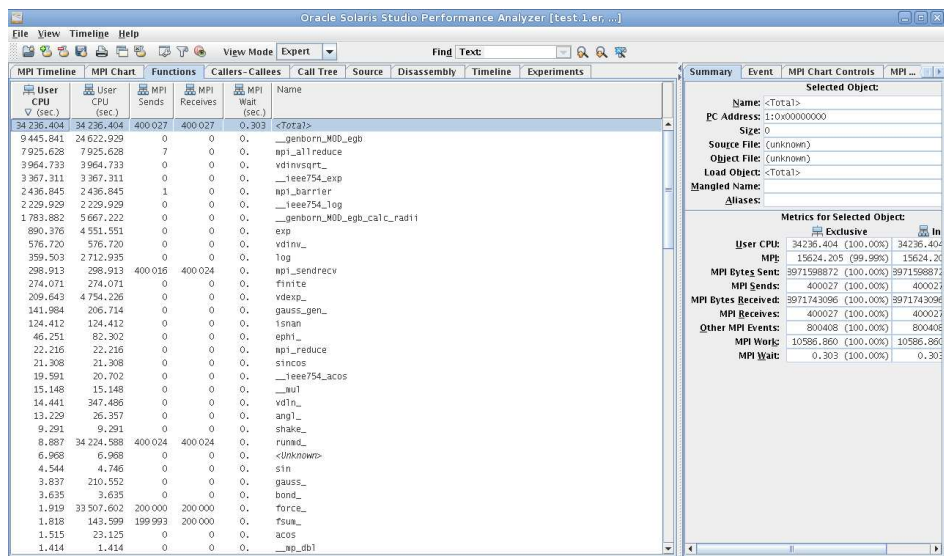 Oracle Solaris Studio Performance Analyzer [test.1.er, ...]
File View Timeline Help
View Mode Expert Find Text:
MPI Timeline MPI Chart Functions Callers-Callees Call Tree Source Disassembly Timeline Experiments
User CPU (sec.) User CPU (sec.) MPI Sends MPI Receives MPI Wait (sec.) Name
34 236.404 34 236.404 400 027 400 027 0.303 <Total>
9 445.841 24 622.929 0 0 0. __genborn_MOD_egb
7 925.628 7 925.628 7 0 0. mpi_allreduce
3 964.733 3 964.733 0 0 0. vdinvsqrt_
3 367.311 3 367.311 0 0 0. __ieee754_exp
2 436.845 2 436.845 1 0 0. mpi_barrier
2 229.929 2 229.929 0 0 0. __ieee754_log
1 783.882 5 667.222 0 0 0. __genborn_MOD_egb_calc_radii
890.376 4 551.551 0 0 0. exp
576.720 576.720 0 0 0. vdinv_
359.503 2 712.935 0 0 0. log
298.913 298.913 400 016 400 024 0. mpi_sendrecv
274.071 274.071 0 0 0. finite
209.643 4 754.226 0 0 0. vdexp_
141.984 206.714 0 0 0. gauss_gen_
124.412 124.412 0 0 0. isnan
46.251 82.302 0 0 0. ephi_
22.216 22.216 0 0 0. mpi_reduce
21.308 21.308 0 0 0. sincos
19.591 20.702 0 0 0. __ieee754_acos
15.148 15.148 0 0 0. __mul
14.441 347.486 0 0 0. vdln_
13.229 26.357 0 0 0. angl_
9.291 9.291 0 0 0. shake_
8.887 34 224.588 400 024 400 024 0. runmd_
6.968 6.968 0 0 0. <Unknown>
4.544 4.746 0 0 0. sin
3.837 210.552 0 0 0. gauss_
3.635 3.635 0 0 0. bond_
1.919 33 507.602 200 000 200 000 0. force_
1.818 143.599 199 993 200 000 0. fsum_
1.515 23.125 0 0 0. acos
1.414 1.414 0 0 0. __mp_dbl
Summary Event MPI Chart Controls MPI ...
Selected Object:
Name: <Total>
PC Address: 1:0x00000000
Size: 0
Source File: (unknown)
Object File: (unknown)
Load Object: <Total>
Mangled Name:
Aliases:
Metrics for Selected Object:
Exclusive In
User CPU: 34236.404 (100.00%) 34236.404
MPI: 15624.205 (99.99%) 15624.20
MPI Bytes Sent: 8971598872 (100.00%)
MPI Sends: 400027 (100.00%) 400027
MPI Bytes Received: 8971743096 (100.00%)
MPI Receives: 400027 (100.00%) 400027
Other MPI Events: 800408 (100.00%) 800408
MPI Work: 10586.860 (100.00%) 10586.860
MPI Wait: 0.303 (100.00%) 0.303